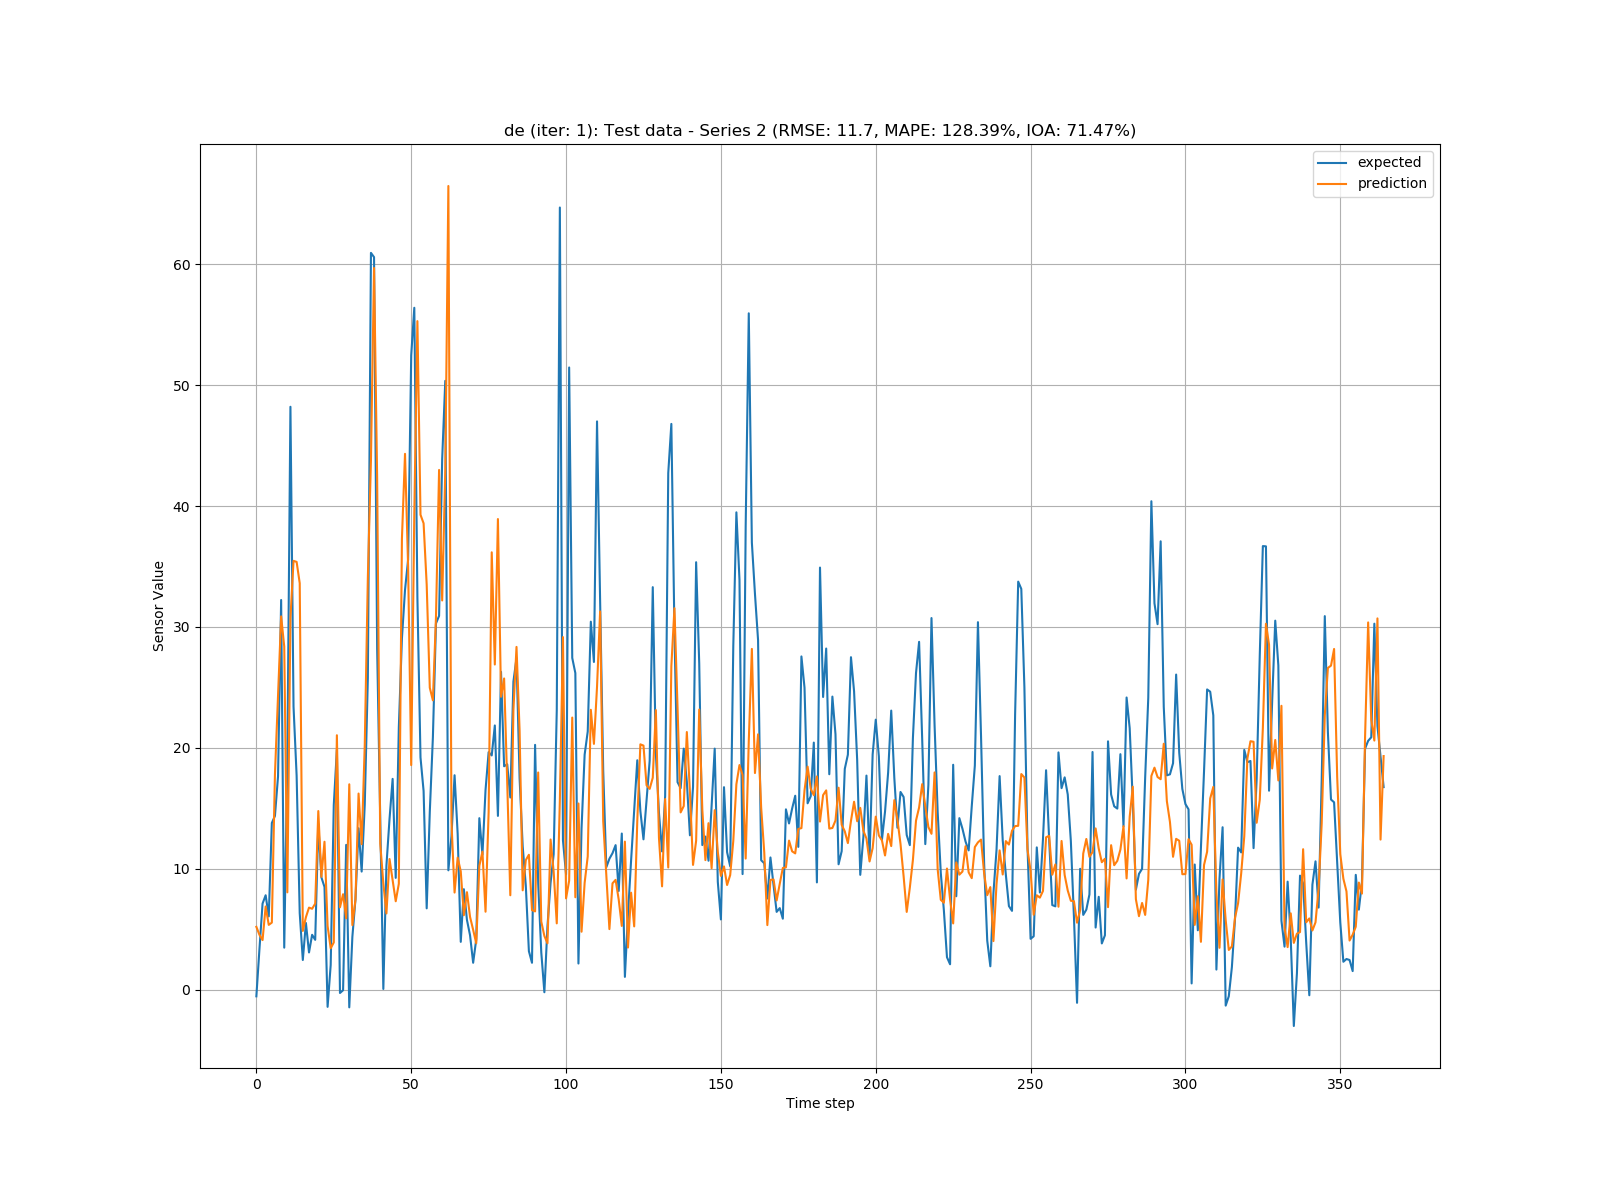 de (iter: 1): Test data - Series 2 (RMSE: 11.7, MAPE: 128.39%, IOA: 71.47%)
expected
prediction
60
50
40
30
20
10
0
Sensor Value
0 50 100 150 200 250 300 350
Time step